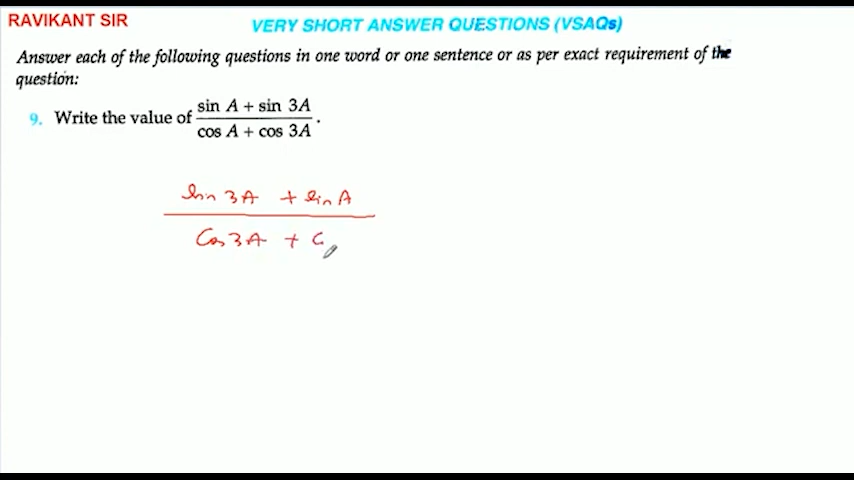 RAVIKANT SIR
VERY SHORT ANSWER QUESTIONS (VSAQs)
Answer each of the following questions in one word or one sentence or as per exact requirement of the
question:
9. Write the value of (sin A + sin 3A)/(cos A + cos 3A).
sin 3A + sin A
Cos 3A + C